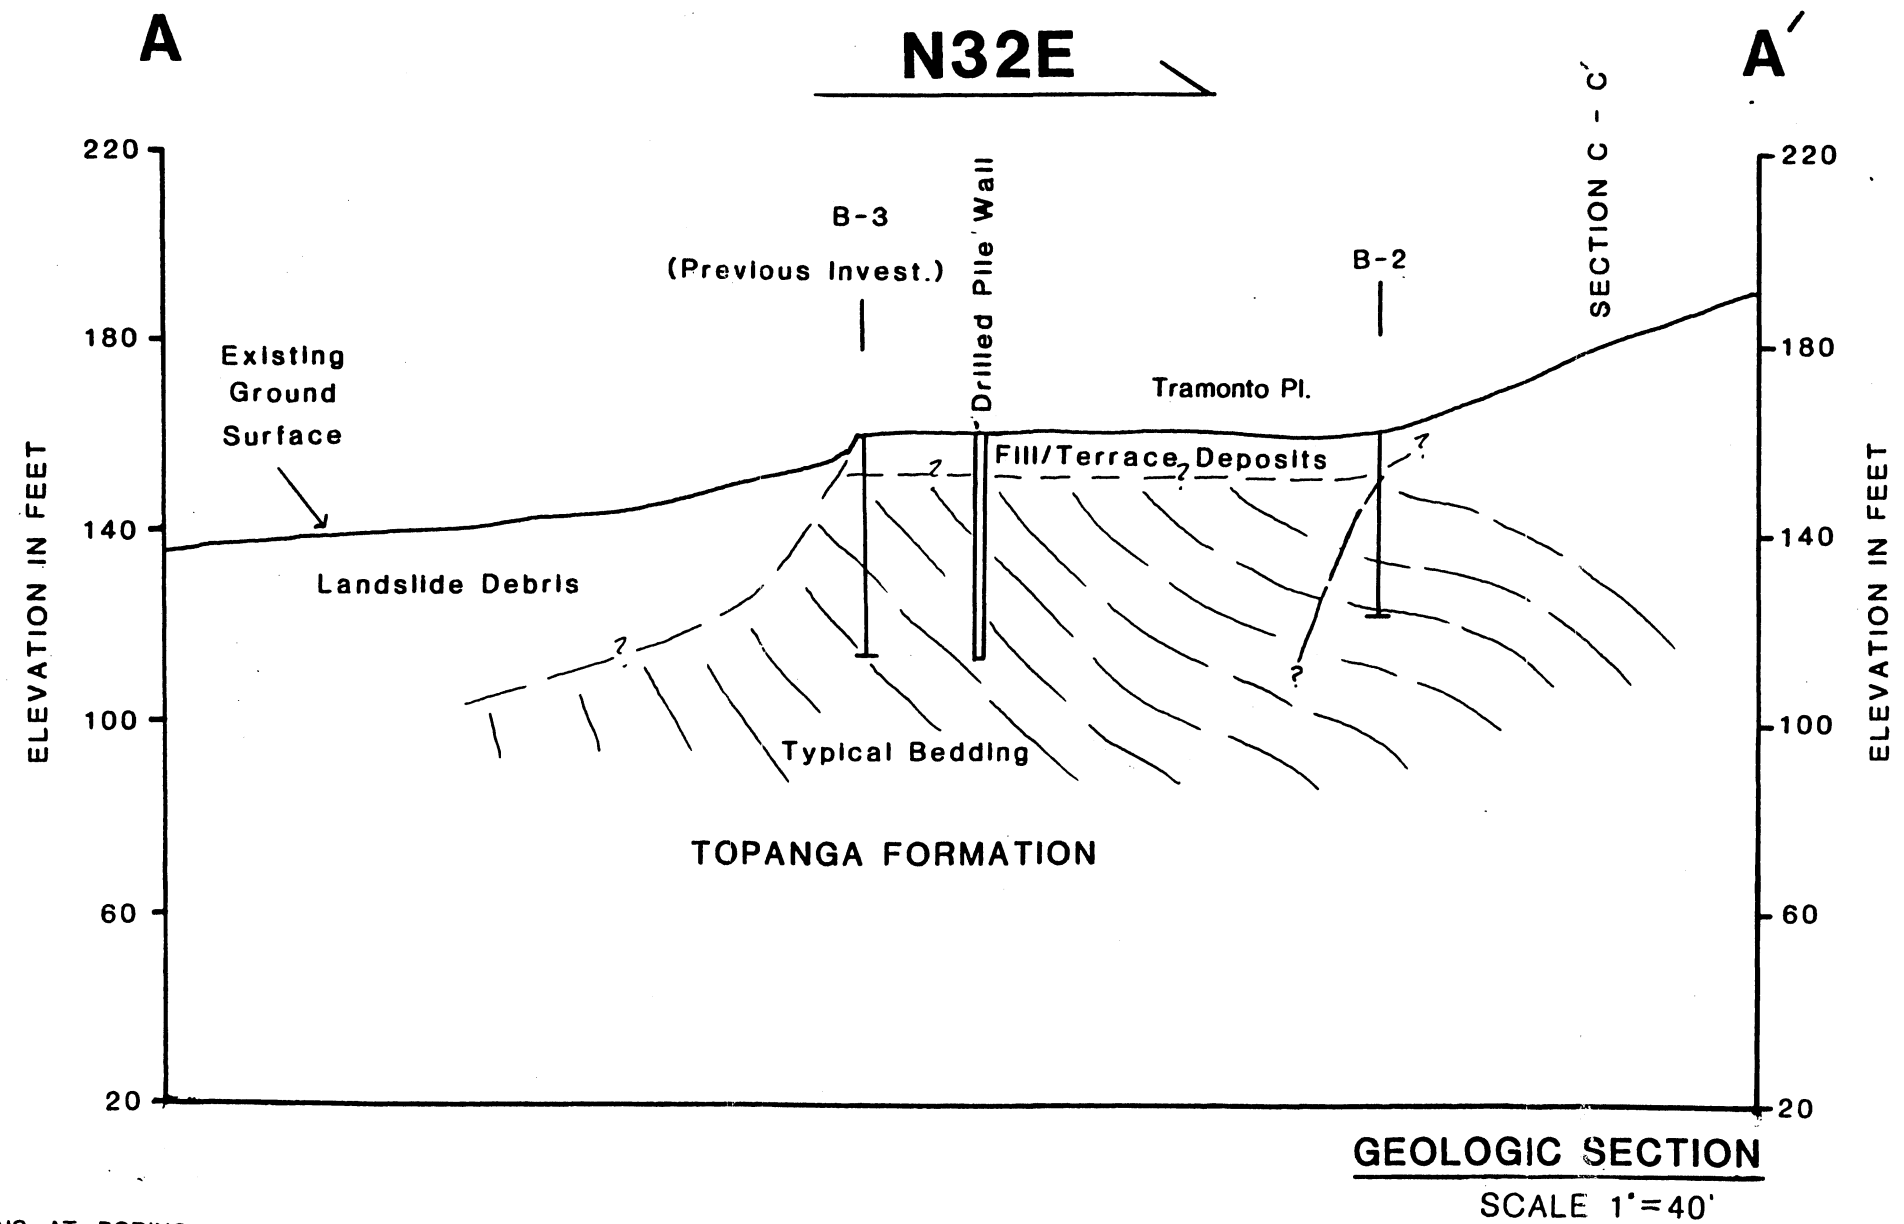 A
N32E
A′
SECTION C - C'
220
220
B-3
(Previous Invest.)
Drilled Pile Wall
B-2
180
180
Existing
Ground
Surface
Tramonto Pl.
ELEVATION IN FEET
ELEVATION IN FEET
Fill/Terrace Deposits
?
?
?
140
140
Landslide Debris
?
?
100
100
Typical Bedding
TOPANGA FORMATION
60
60
20
20
GEOLOGIC SECTION
SCALE 1"=40'